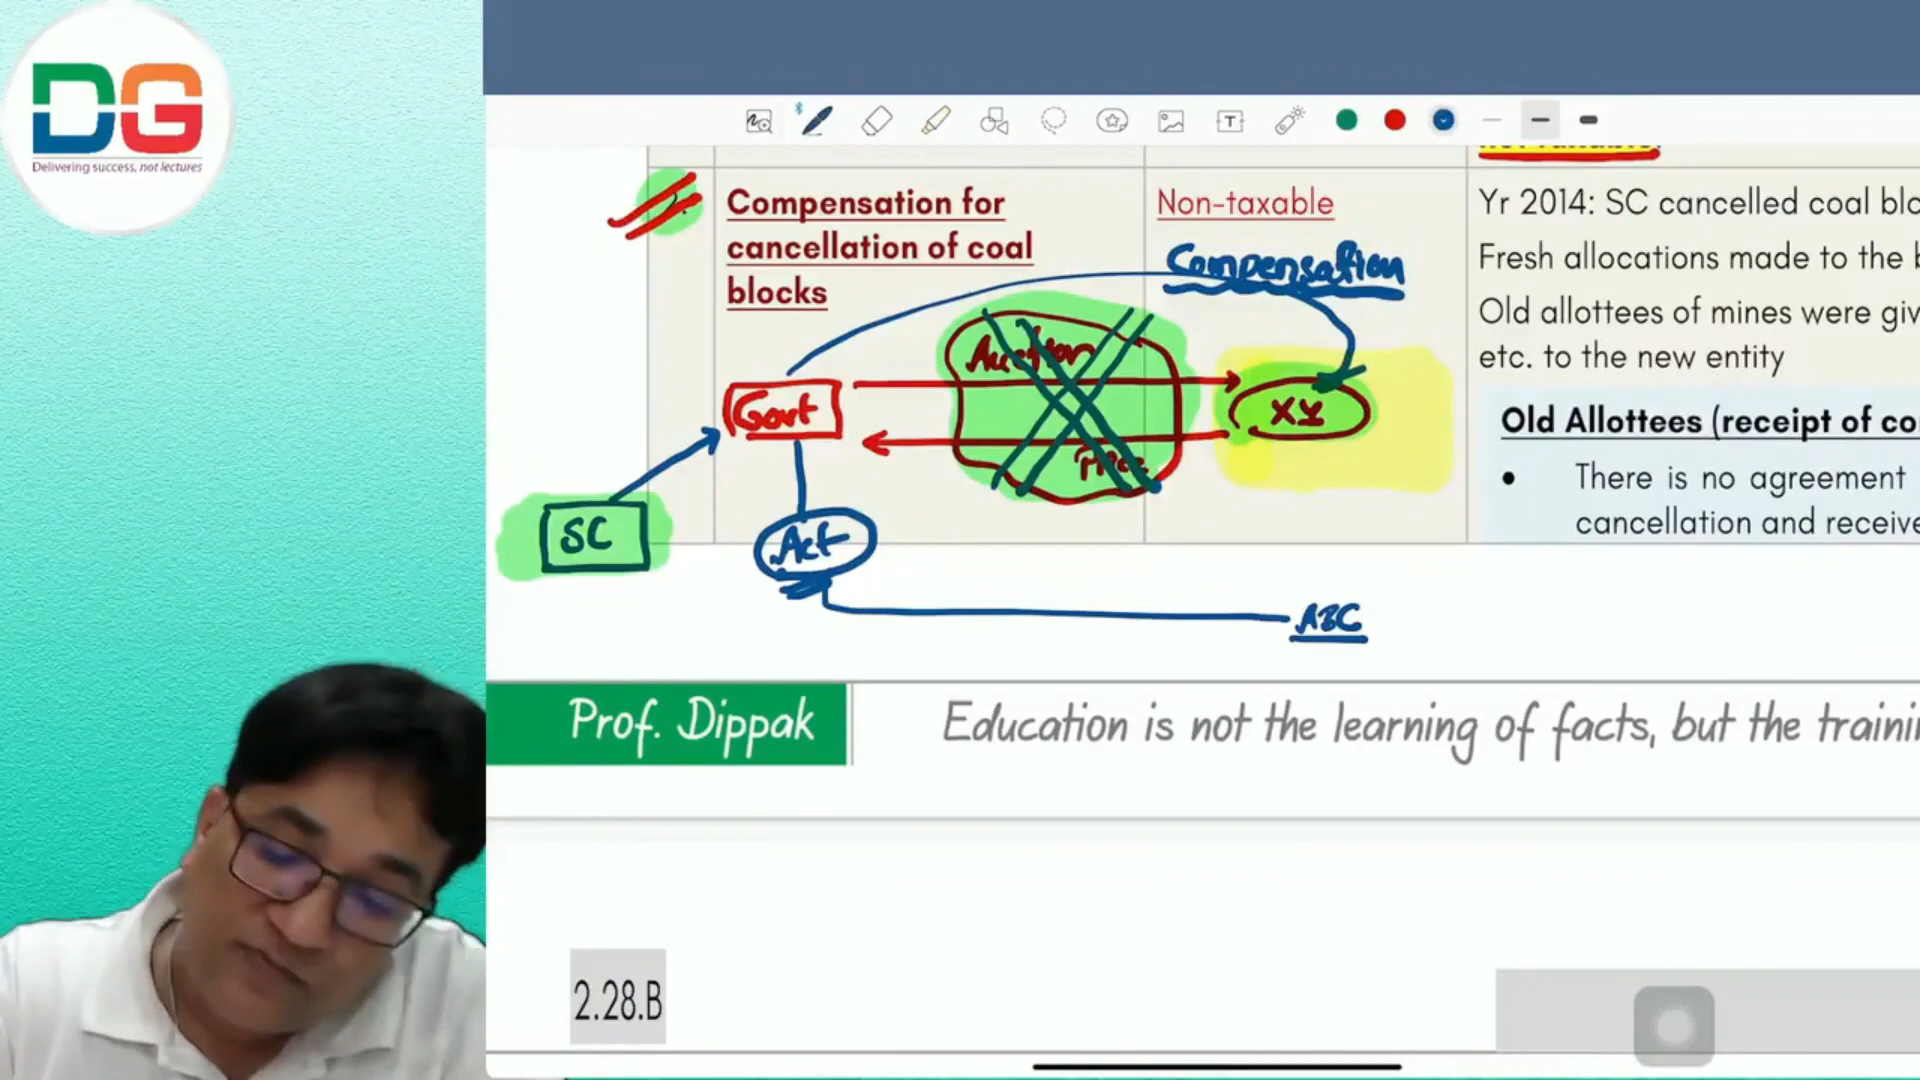 DG
Delivering success, not lectures
T
Compensation for
cancellation of coal
blocks
Non-taxable
Compensation
Yr 2014: SC cancelled coal blo
Fresh allocations made to the b
Old allottees of mines were giv
etc. to the new entity
Auction
Govt
XY
Price
Old Allottees (receipt of co
• There is no agreement
cancellation and receive
SC
Act
ABC
Prof. Dippak
Education is not the learning of facts, but the traini
2.28.B